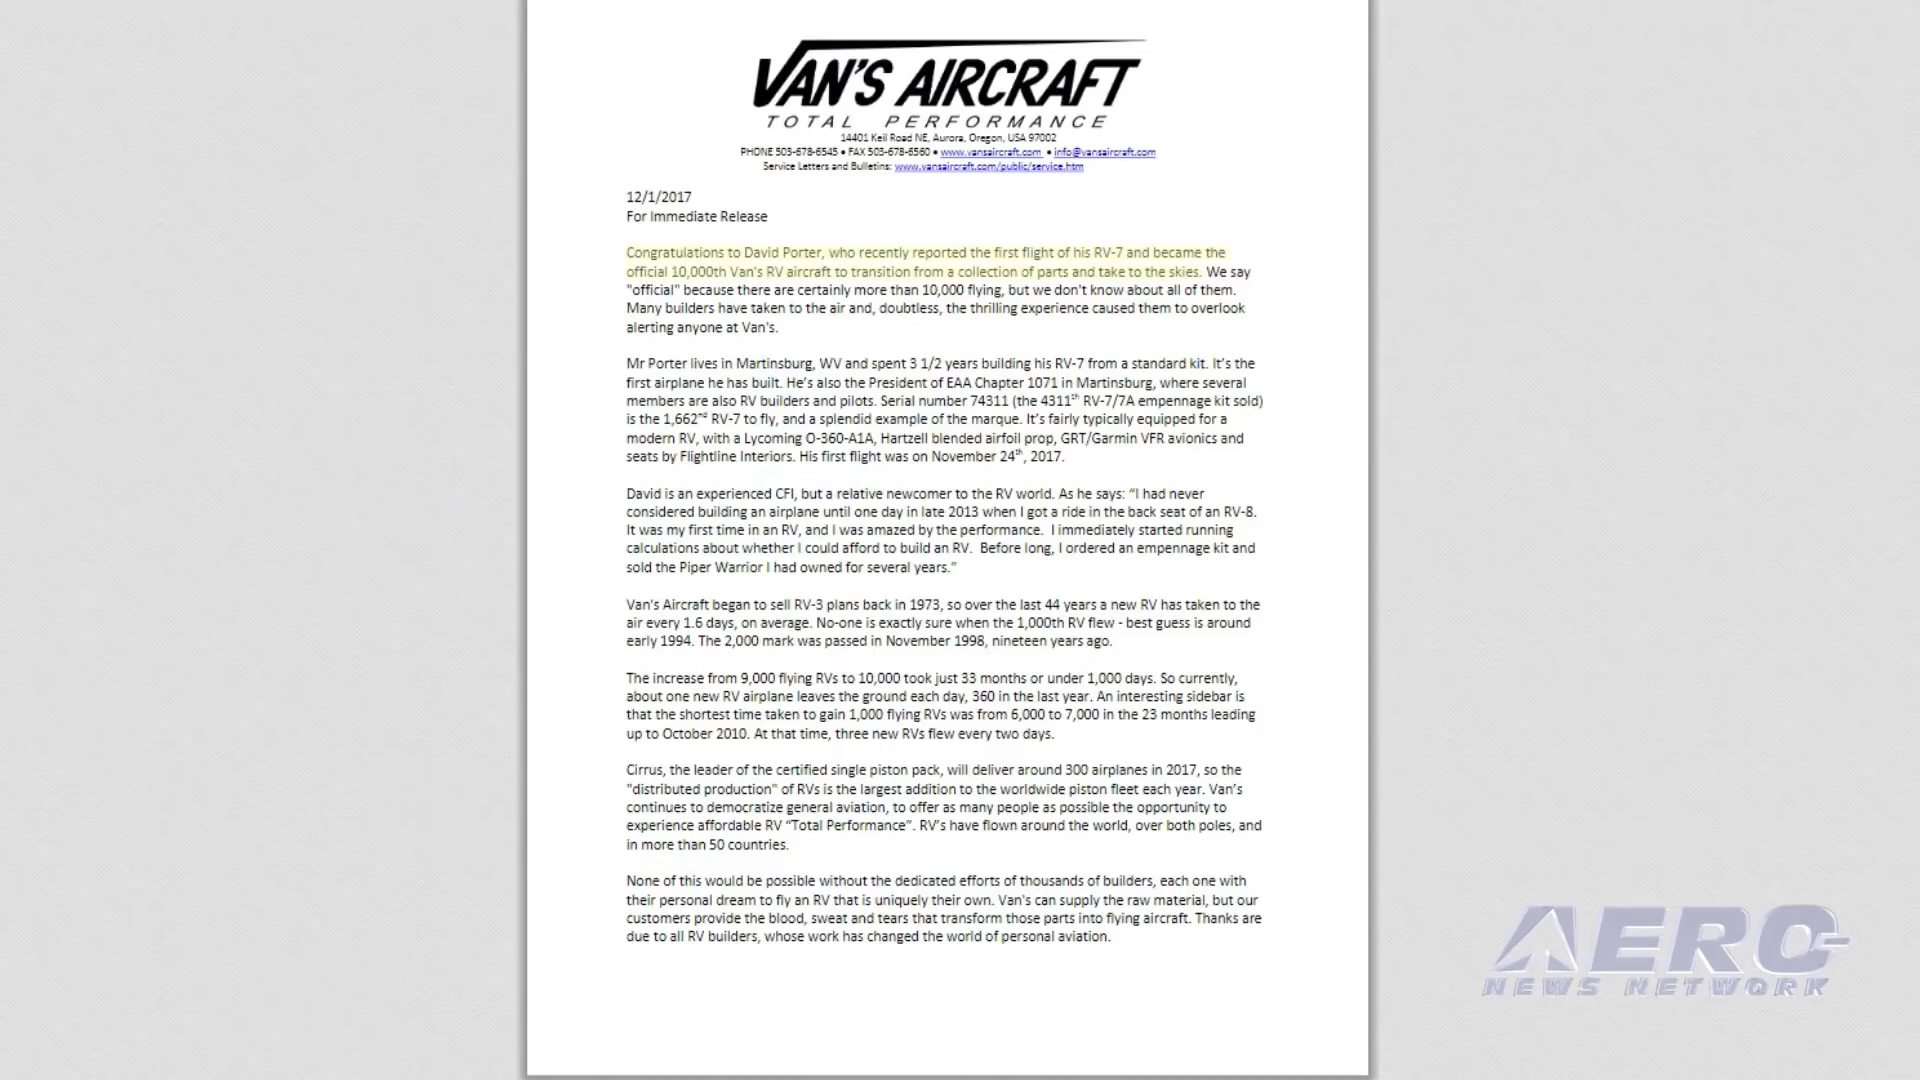 VAN'S AIRCRAFT
TOTAL PERFORMANCE
14401 Keil Road NE, Aurora, Oregon, USA 97002
PHONE 503-678-6545 • FAX 503-678-6560 • www.vansaircraft.com • info@vansaircraft.com
Service Letters and Bulletins: www.vansaircraft.com/public/service.htm
12/1/2017
For Immediate Release
Congratulations to David Porter, who recently reported the first flight of his RV-7 and became the
official 10,000th Van's RV aircraft to transition from a collection of parts and take to the skies. We say
"official" because there are certainly more than 10,000 flying, but we don't know about all of them.
Many builders have taken to the air and, doubtless, the thrilling experience caused them to overlook
alerting anyone at Van's.
Mr Porter lives in Martinsburg, WV and spent 3 1/2 years building his RV-7 from a standard kit. It's the
first airplane he has built. He's also the President of EAA Chapter 1071 in Martinsburg, where several
members are also RV builders and pilots. Serial number 74311 (the 4311th RV-7/7A empennage kit sold)
is the 1,662nd RV-7 to fly, and a splendid example of the marque. It's fairly typically equipped for a
modern RV, with a Lycoming O-360-A1A, Hartzell blended airfoil prop, GRT/Garmin VFR avionics and
seats by Flightline Interiors. His first flight was on November 24th, 2017.
David is an experienced CFI, but a relative newcomer to the RV world. As he says: “I had never
considered building an airplane until one day in late 2013 when I got a ride in the back seat of an RV-8.
It was my first time in an RV, and I was amazed by the performance. I immediately started running
calculations about whether I could afford to build an RV. Before long, I ordered an empennage kit and
sold the Piper Warrior I had owned for several years.”
Van's Aircraft began to sell RV-3 plans back in 1973, so over the last 44 years a new RV has taken to the
air every 1.6 days, on average. No-one is exactly sure when the 1,000th RV flew - best guess is around
early 1994. The 2,000 mark was passed in November 1998, nineteen years ago.
The increase from 9,000 flying RVs to 10,000 took just 33 months or under 1,000 days. So currently,
about one new RV airplane leaves the ground each day, 360 in the last year. An interesting sidebar is
that the shortest time taken to gain 1,000 flying RVs was from 6,000 to 7,000 in the 23 months leading
up to October 2010. At that time, three new RVs flew every two days.
Cirrus, the leader of the certified single piston pack, will deliver around 300 airplanes in 2017, so the
"distributed production" of RVs is the largest addition to the worldwide piston fleet each year. Van's
continues to democratize general aviation, to offer as many people as possible the opportunity to
experience affordable RV “Total Performance”. RV's have flown around the world, over both poles, and
in more than 50 countries.
None of this would be possible without the dedicated efforts of thousands of builders, each one with
their personal dream to fly an RV that is uniquely their own. Van's can supply the raw material, but our
customers provide the blood, sweat and tears that transform those parts into flying aircraft. Thanks are
due to all RV builders, whose work has changed the world of personal aviation.
AERO-
NEWS NETWORK